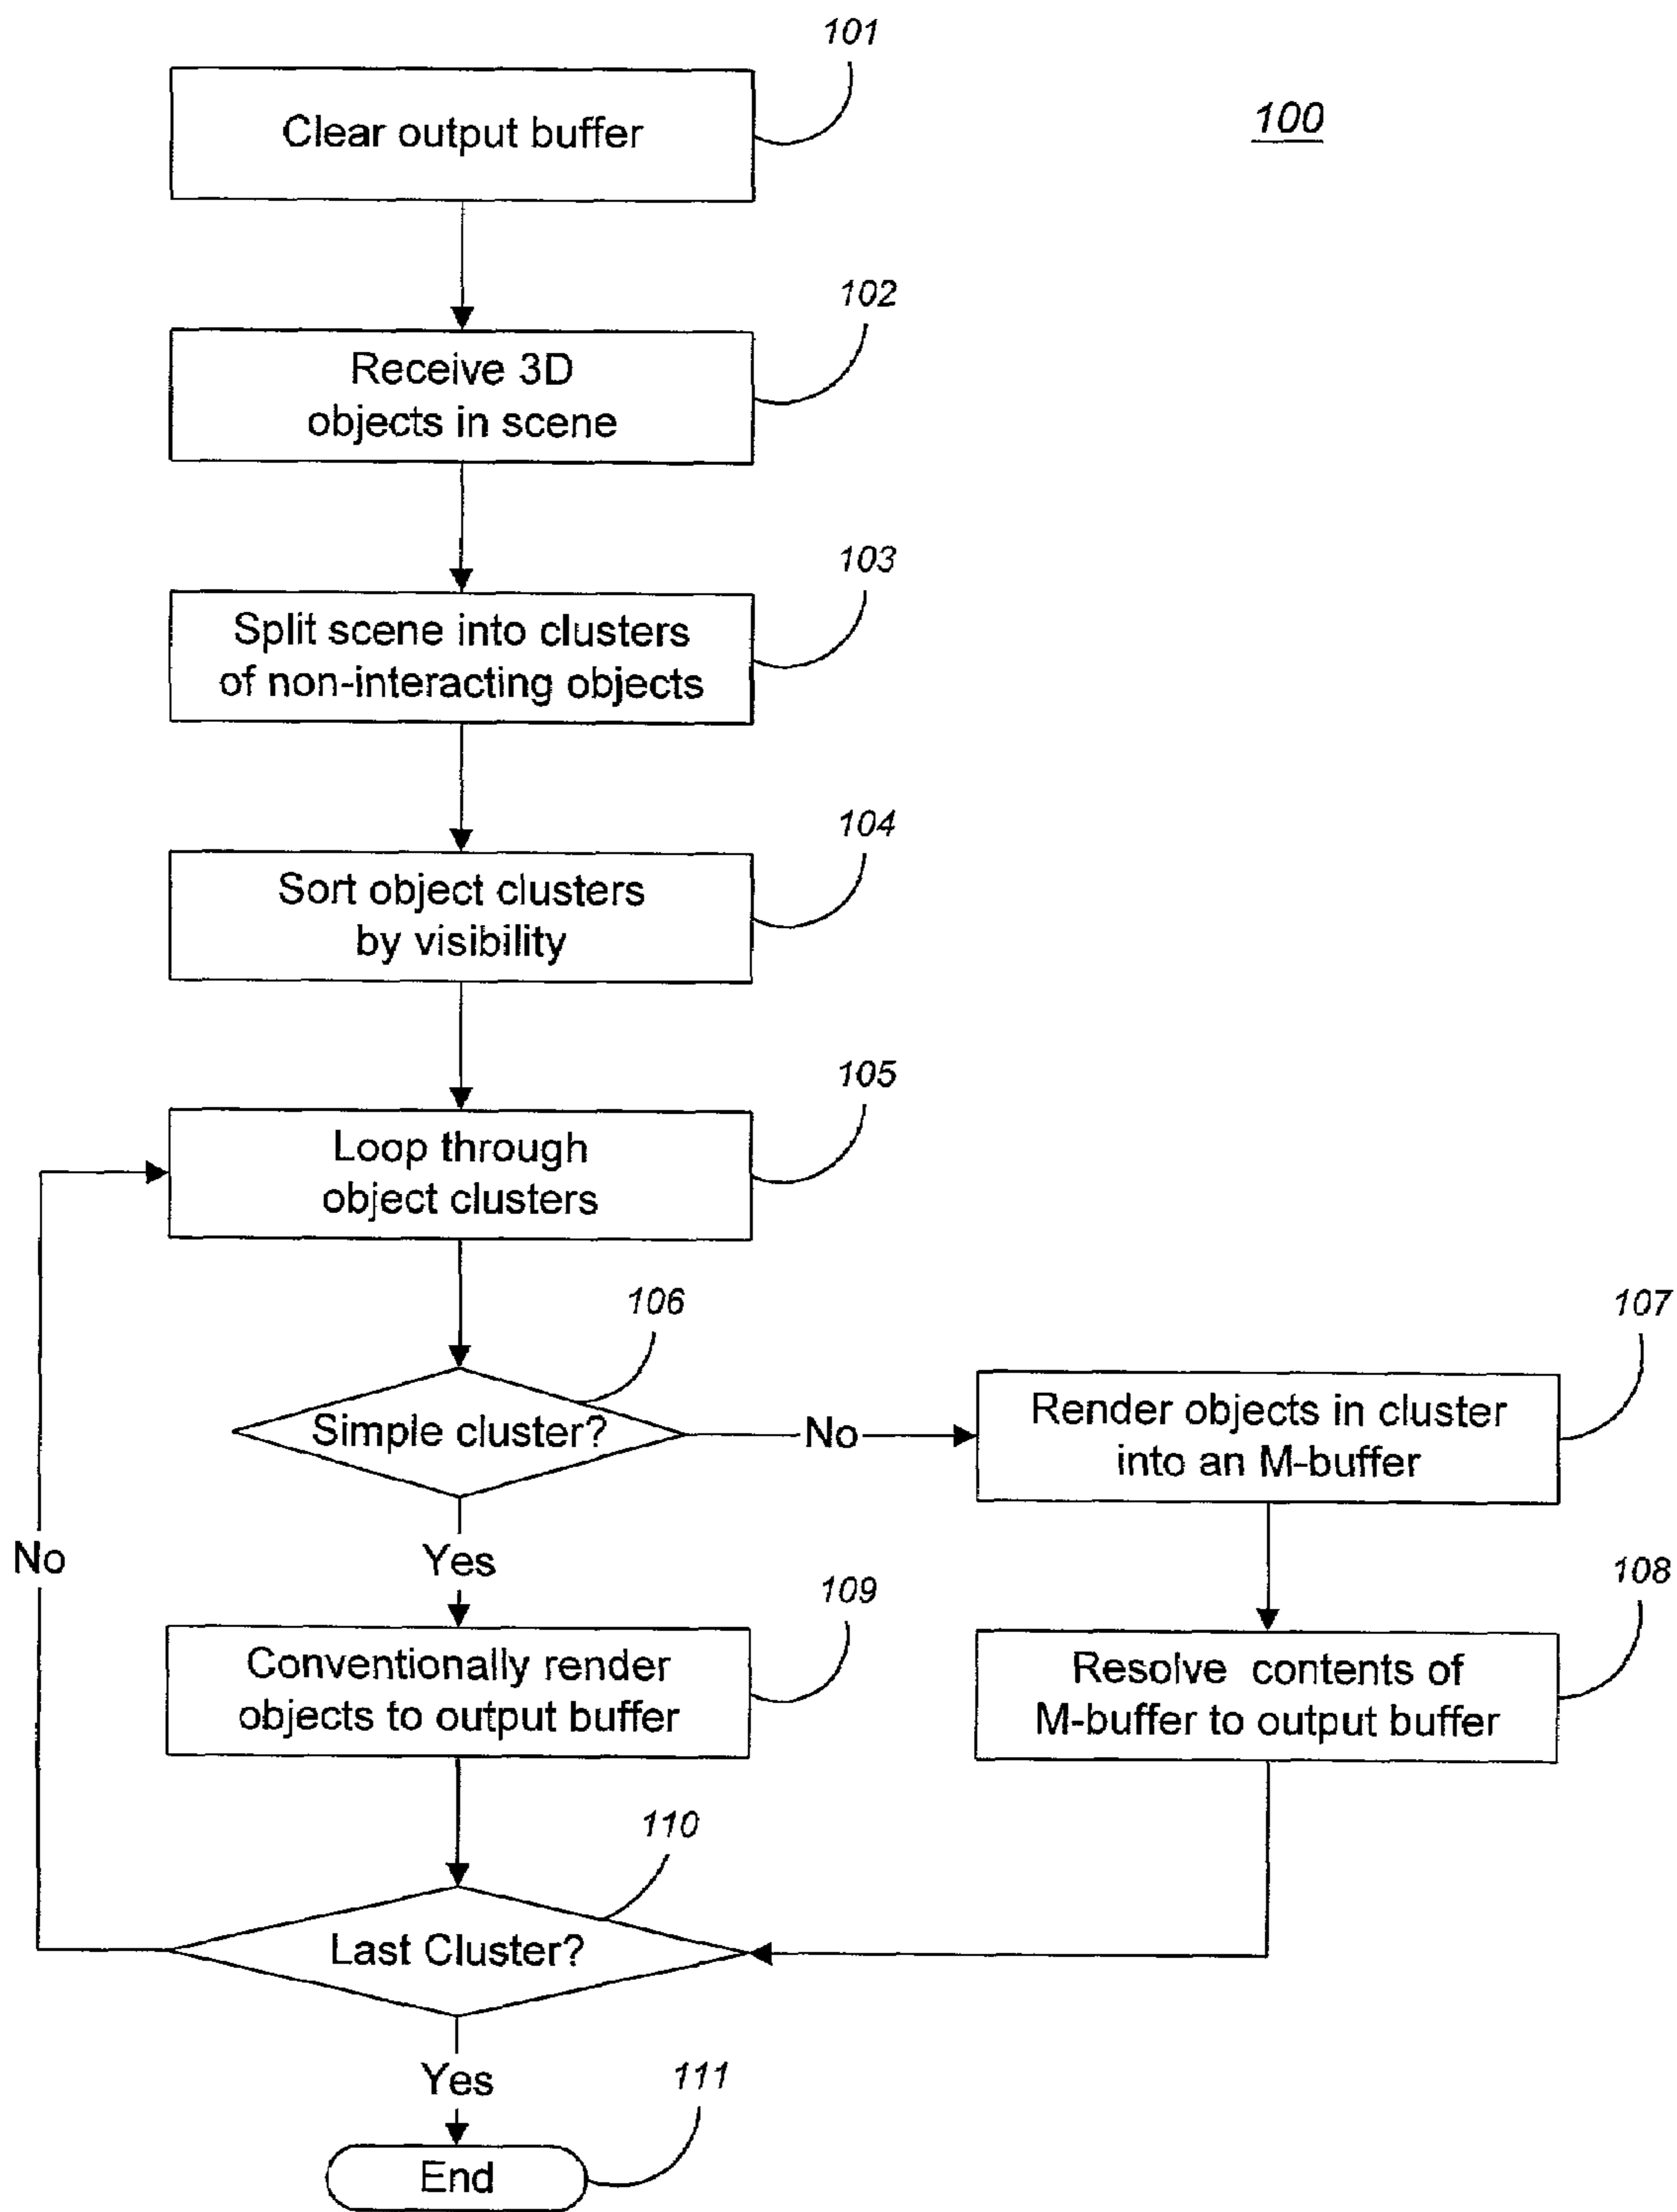 101
Clear output buffer
100
102
Receive 3D
objects in scene
103
Split scene into clusters
of non-interacting objects
104
Sort object clusters
by visibility
105
Loop through
object clusters
106
Simple cluster?
No
107
Render objects in cluster
into an M-buffer
Yes
No
108
Resolve contents of
M-buffer to output buffer
109
Conventionally render
objects to output buffer
110
Last Cluster?
Yes
111
End